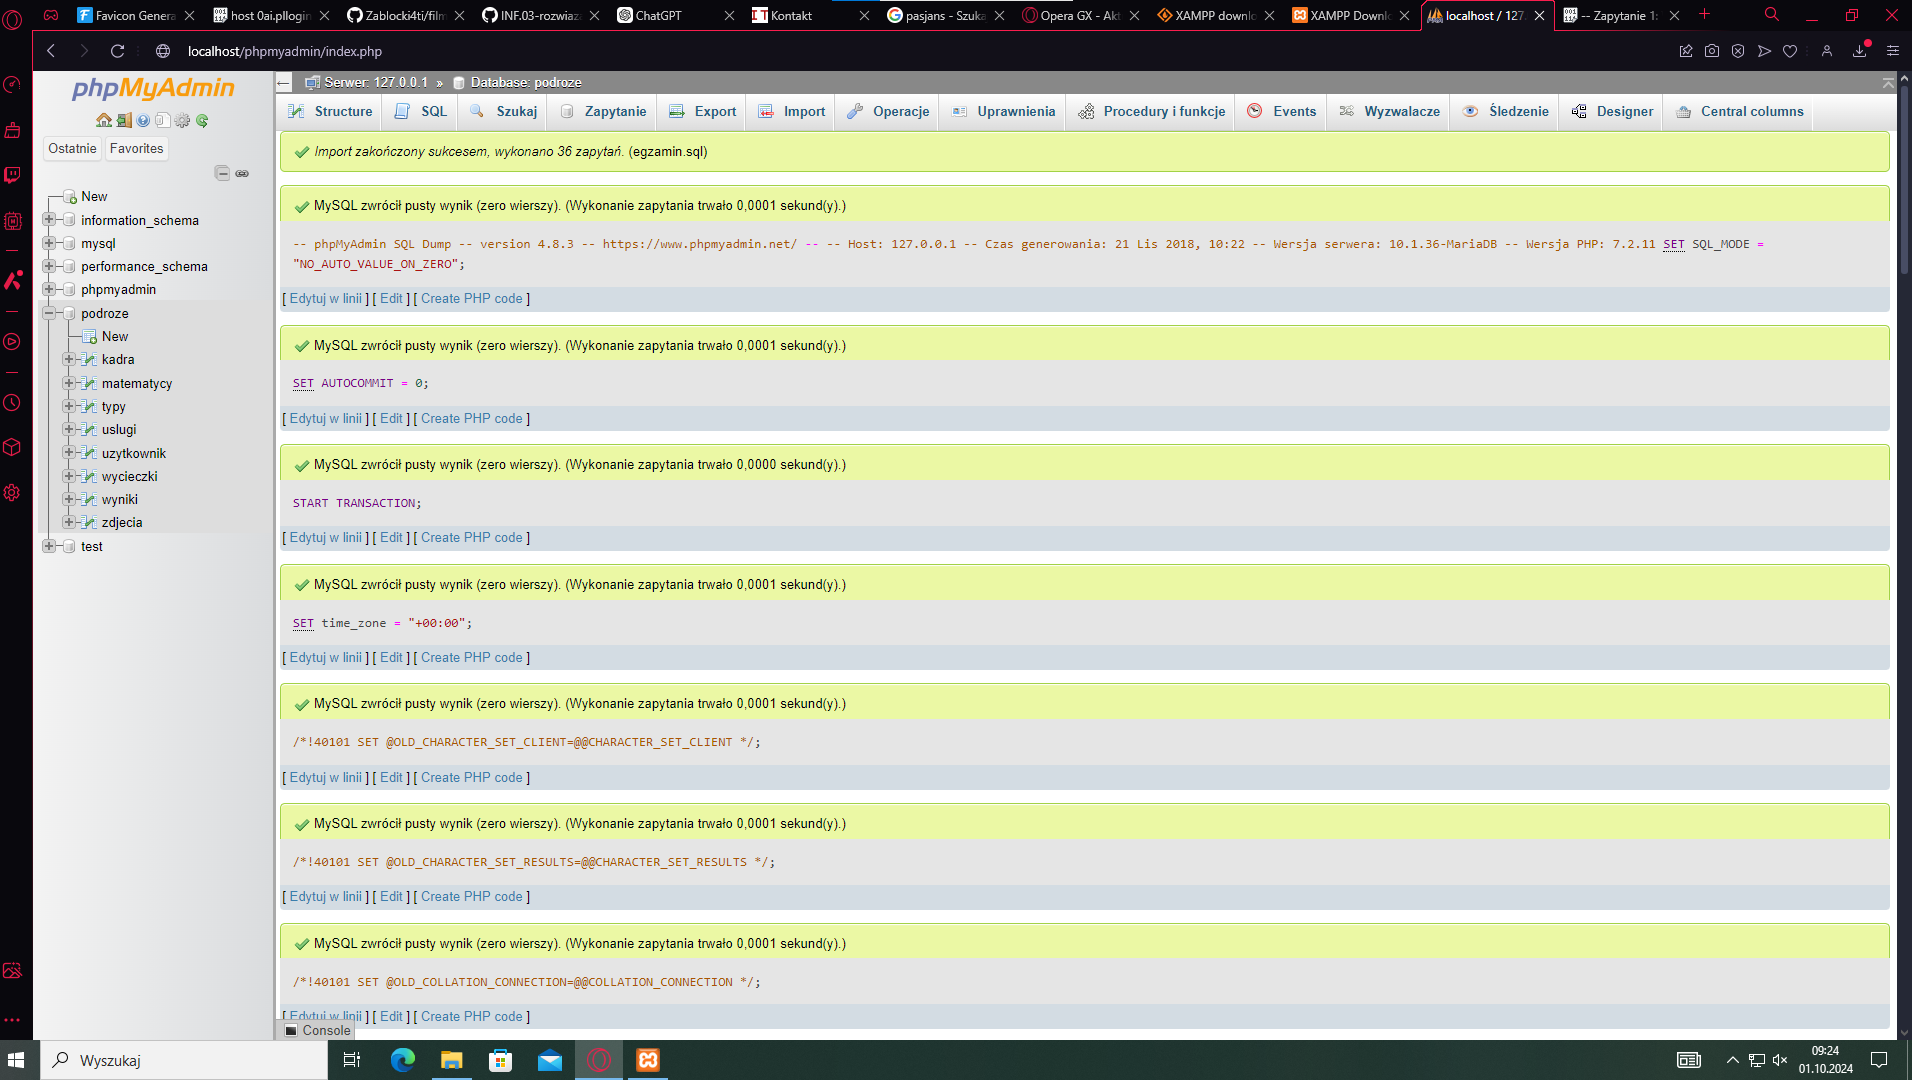 Favicon Genera
host 0ai.pllogin
Zablocki4ti/film
INF.03-rozwiaza
ChatGPT
IT Kontakt
pasjans - Szuka
Opera GX - Akt
XAMPP downlo
XAMPP Downl
localhost / 127.
-- Zapytanie 1:
localhost/phpmyadmin/index.php
phpMyAdmin
Ostatnie
Favorites
New
information_schema
mysql
performance_schema
phpmyadmin
podroze
New
kadra
matematycy
typy
uslugi
uzytkownik
wycieczki
wyniki
zdjecia
test
Serwer: 127.0.0.1 » Database: podroze
Structure
SQL
Szukaj
Zapytanie
Export
Import
Operacje
Uprawnienia
Procedury i funkcje
Events
Wyzwalacze
Śledzenie
Designer
Central columns
Import zakończony sukcesem, wykonano 36 zapytań. (egzamin.sql)
MySQL zwrócił pusty wynik (zero wierszy). (Wykonanie zapytania trwało 0,0001 sekund(y).)
-- phpMyAdmin SQL Dump -- version 4.8.3 -- https://www.phpmyadmin.net/ -- -- Host: 127.0.0.1 -- Czas generowania: 21 Lis 2018, 10:22 -- Wersja serwera: 10.1.36-MariaDB -- Wersja PHP: 7.2.11 SET SQL_MODE =
"NO_AUTO_VALUE_ON_ZERO";
[ Edytuj w linii ] [ Edit ] [ Create PHP code ]
MySQL zwrócił pusty wynik (zero wierszy). (Wykonanie zapytania trwało 0,0001 sekund(y).)
SET AUTOCOMMIT = 0;
[ Edytuj w linii ] [ Edit ] [ Create PHP code ]
MySQL zwrócił pusty wynik (zero wierszy). (Wykonanie zapytania trwało 0,0000 sekund(y).)
START TRANSACTION;
[ Edytuj w linii ] [ Edit ] [ Create PHP code ]
MySQL zwrócił pusty wynik (zero wierszy). (Wykonanie zapytania trwało 0,0001 sekund(y).)
SET time_zone = "+00:00";
[ Edytuj w linii ] [ Edit ] [ Create PHP code ]
MySQL zwrócił pusty wynik (zero wierszy). (Wykonanie zapytania trwało 0,0001 sekund(y).)
/*!40101 SET @OLD_CHARACTER_SET_CLIENT=@@CHARACTER_SET_CLIENT */;
[ Edytuj w linii ] [ Edit ] [ Create PHP code ]
MySQL zwrócił pusty wynik (zero wierszy). (Wykonanie zapytania trwało 0,0001 sekund(y).)
/*!40101 SET @OLD_CHARACTER_SET_RESULTS=@@CHARACTER_SET_RESULTS */;
[ Edytuj w linii ] [ Edit ] [ Create PHP code ]
MySQL zwrócił pusty wynik (zero wierszy). (Wykonanie zapytania trwało 0,0001 sekund(y).)
/*!40101 SET @OLD_COLLATION_CONNECTION=@@COLLATION_CONNECTION */;
[ Edytuj w linii ] [ Edit ] [ Create PHP code ]
Console
Wyszukaj
09:24
01.10.2024